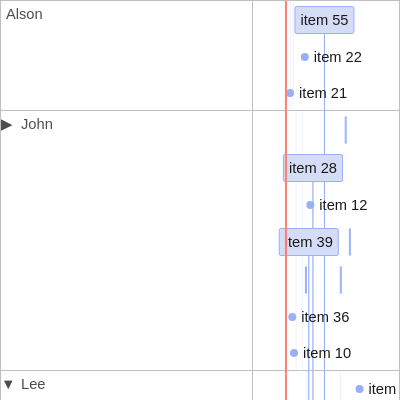 Alson
item 55
item 22
item 21
▶ John
item 28
item 12
tem 39
item 36
item 10
▼ Lee
item